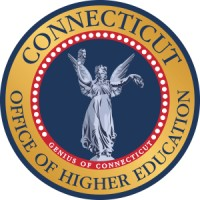 CONNECTICUT
OFFICE OF HIGHER EDUCATION
GENIUS OF CONNECTICUT